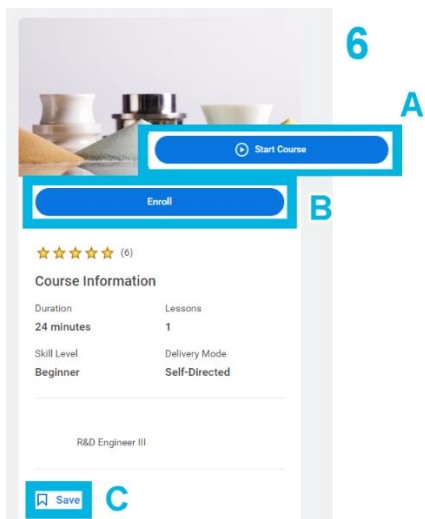 6
A
Start Course
Enroll
B
(6)
Course Information
Duration Lessons
24 minutes 1
Skill Level Delivery Mode
Beginner Self-Directed
R&D Engineer III
Save
C